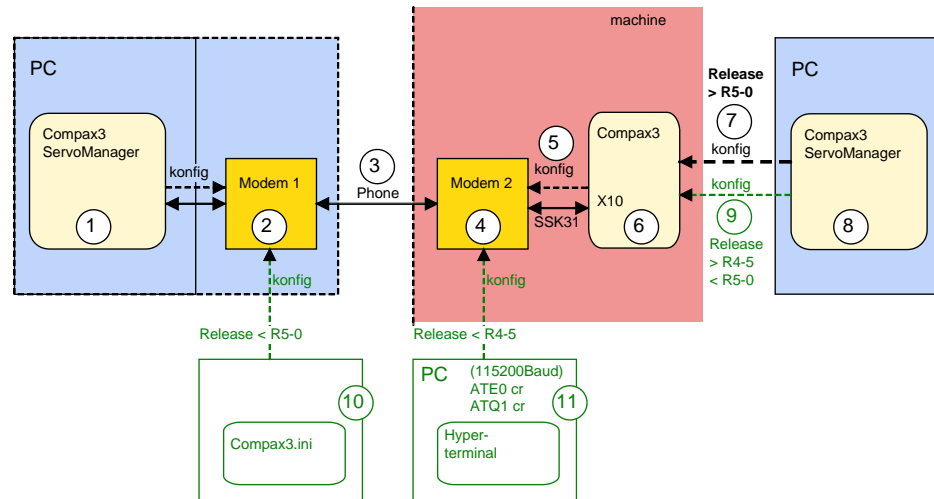 machine
PC
Compax3
ServoManager
konfig
1
Modem 1
2
konfig
3
Phone
Modem 2
4
konfig
5
konfig
SSK31
Compax3
X10
6
Release
> R5-0
7
konfig
konfig
9
Release
> R4-5
< R5-0
PC
Compax3
ServoManager
8
Release < R5-0
10
Compax3.ini
Release < R4-5
PC
(115200Baud)
ATE0 cr
ATQ1 cr
11
Hyper-
terminal